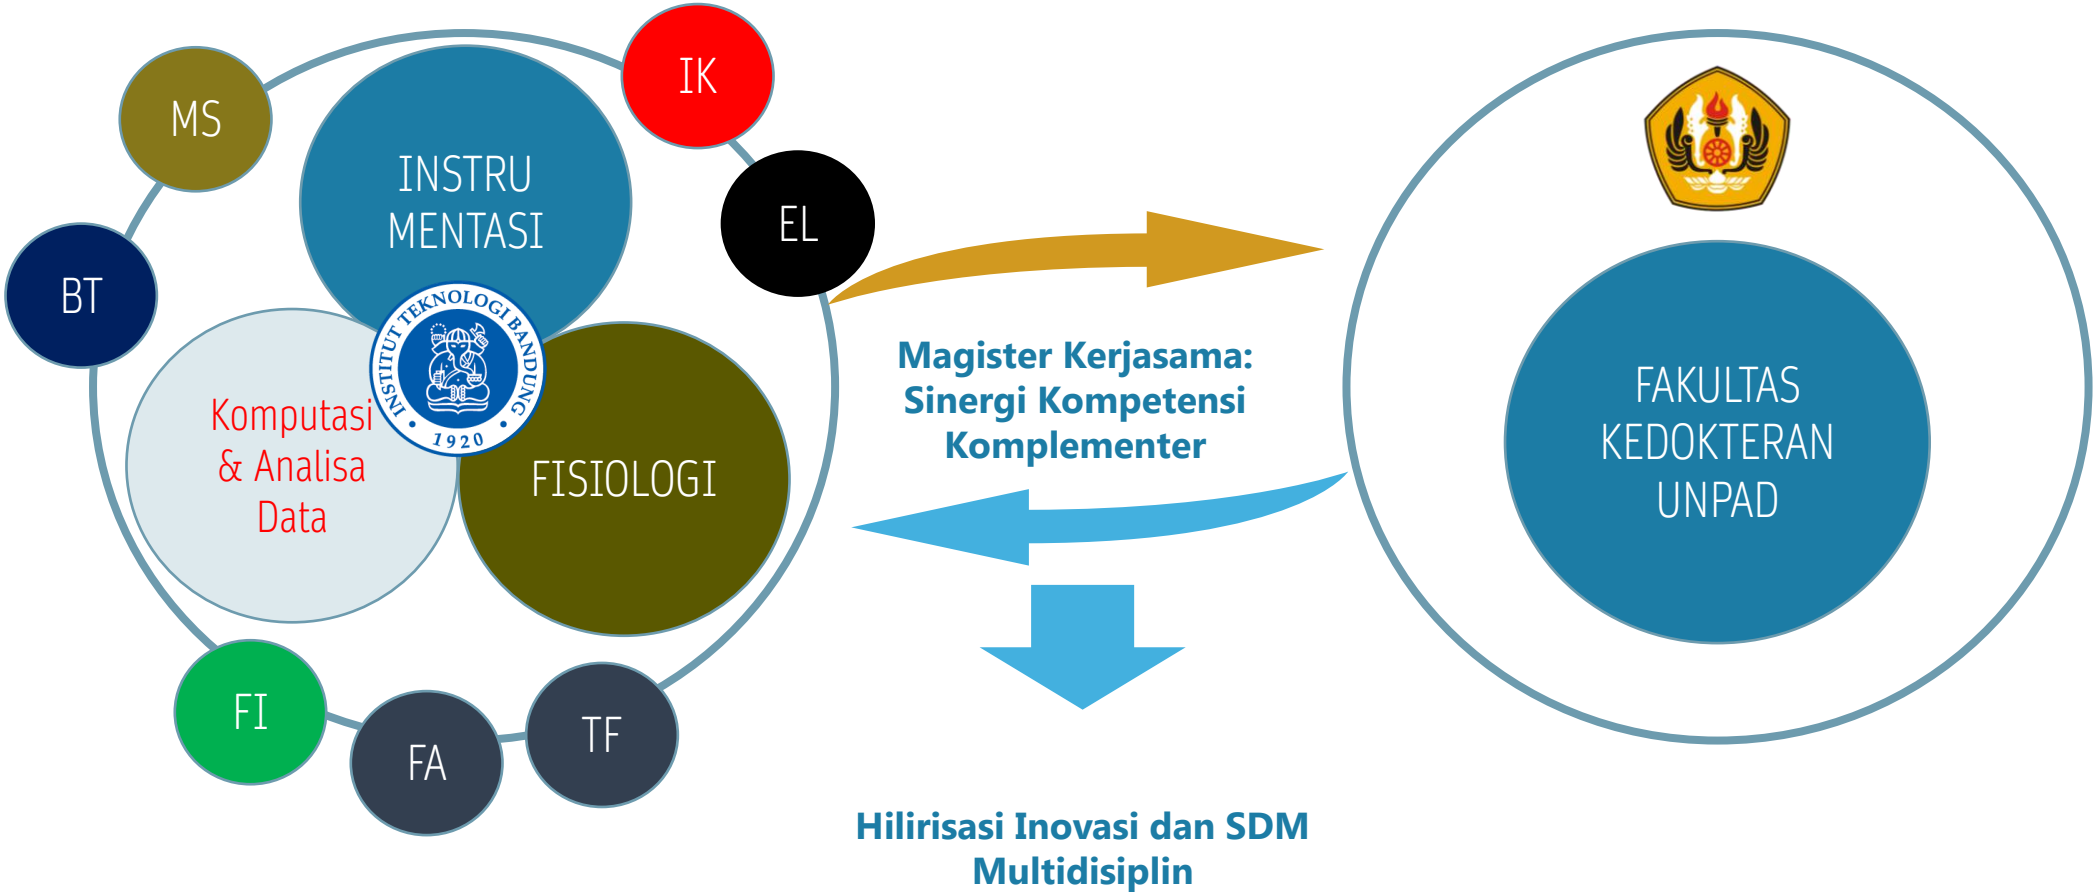 IK
MS
INSTRU
MENTASI
EL
BT
INSTITUT TEKNOLOGI BANDUNG
1920
Komputasi
& Analisa
Data
FISIOLOGI
FI
FA
TF
Magister Kerjasama:
Sinergi Kompetensi
Komplementer
FAKULTAS
KEDOKTERAN
UNPAD
Hilirisasi Inovasi dan SDM
Multidisiplin